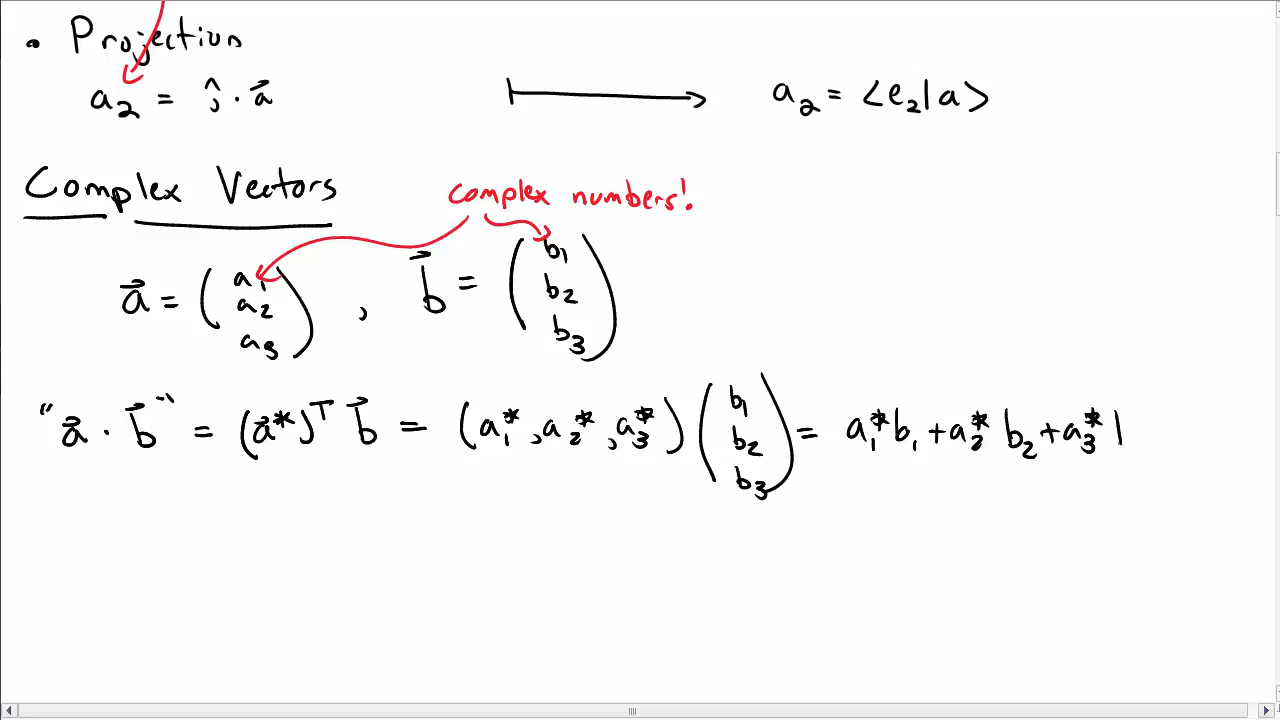 • Projection
a₂ = ĵ · a⃗ ⟼ a₂ = ⟨e₂|a⟩
Complex Vectors
complex numbers!
a⃗ = (a₁ a₂ a₃) , b⃗ = (b₁ b₂ b₃)
"a⃗ · b⃗" = (a⃗*)ᵀ b⃗ = (a₁*, a₂*, a₃*) (b₁ b₂ b₃) = a₁*b₁ + a₂*b₂ + a₃*